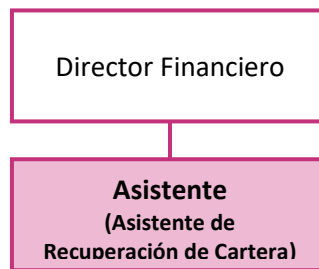 Director Financiero
Asistente
(Asistente de
Recuperación de Cartera)